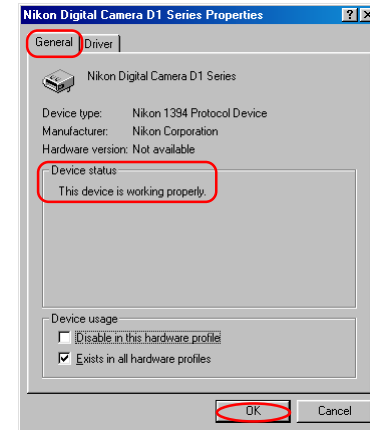 Nikon Digital Camera D1 Series Properties
General Driver
Nikon Digital Camera D1 Series
Device type: Nikon 1394 Protocol Device
Manufacturer: Nikon Corporation
Hardware version: Not available
Device status
This device is working properly.
Device usage
Disable in this hardware profile
Exists in all hardware profiles
OK Cancel